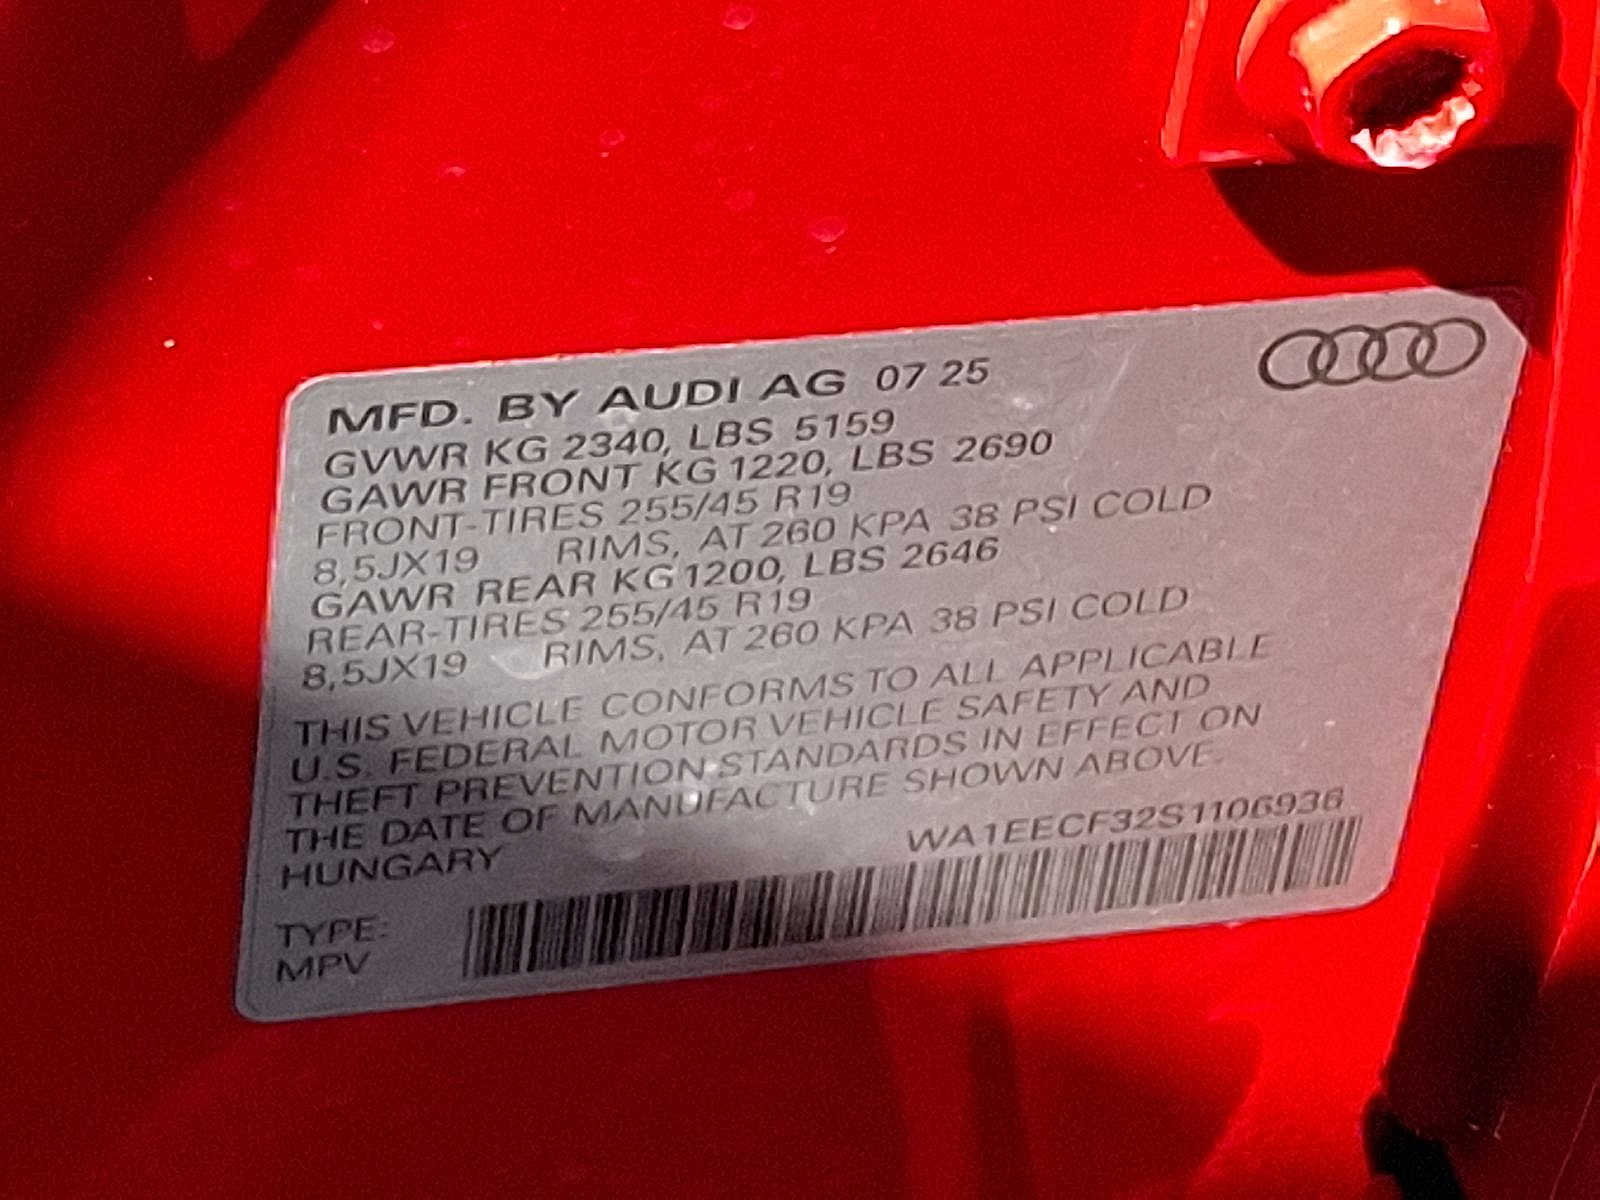 MFD. BY AUDI AG 07 25
GVWR KG 2340, LBS 5159
GAWR FRONT KG 1220, LBS 2690
FRONT-TIRES 255/45 R19
8,5JX19 RIMS, AT 260 KPA 38 PSI COLD
GAWR REAR KG 1200, LBS 2646
REAR-TIRES 255/45 R19
8,5JX19 RIMS, AT 260 KPA 38 PSI COLD
THIS VEHICLE CONFORMS TO ALL APPLICABLE
U.S. FEDERAL MOTOR VEHICLE SAFETY AND
THEFT PREVENTION STANDARDS IN EFFECT ON
THE DATE OF MANUFACTURE SHOWN ABOVE.
HUNGARY WA1EECF32S1106936
TYPE:
MPV